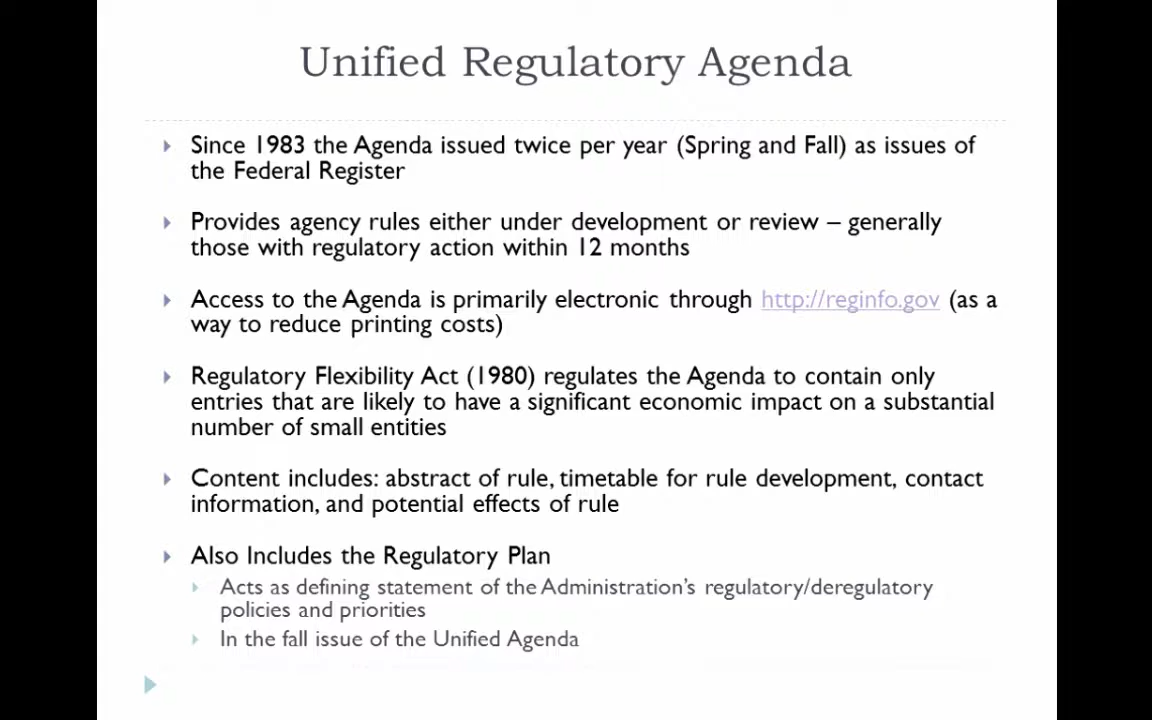 Unified Regulatory Agenda
Since 1983 the Agenda issued twice per year (Spring and Fall) as issues of
the Federal Register
Provides agency rules either under development or review – generally
those with regulatory action within 12 months
Access to the Agenda is primarily electronic through http://reginfo.gov (as a
way to reduce printing costs)
Regulatory Flexibility Act (1980) regulates the Agenda to contain only
entries that are likely to have a significant economic impact on a substantial
number of small entities
Content includes: abstract of rule, timetable for rule development, contact
information, and potential effects of rule
Also Includes the Regulatory Plan
Acts as defining statement of the Administration’s regulatory/deregulatory
policies and priorities
In the fall issue of the Unified Agenda